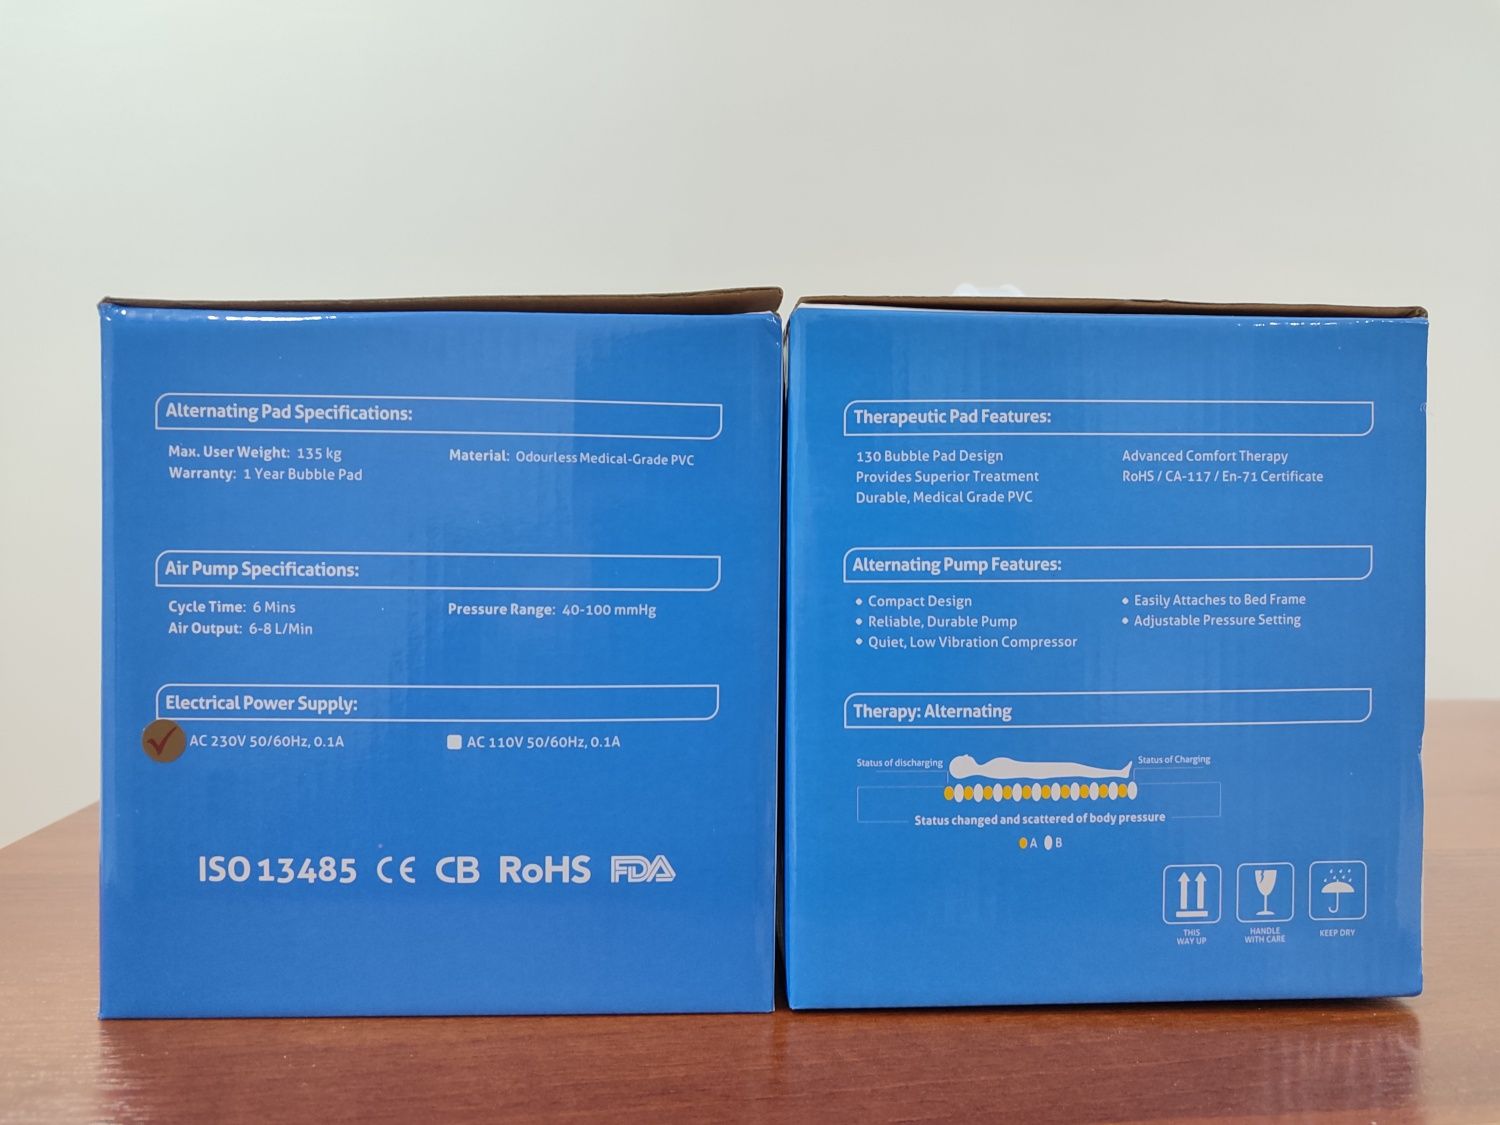 Alternating Pad Specifications:
Max. User Weight: 135 kg
Material: Odourless Medical-Grade PVC
Warranty: 1 Year Bubble Pad
Air Pump Specifications:
Cycle Time: 6 Mins
Pressure Range: 40-100 mmHg
Air Output: 6-8 L/Min
Electrical Power Supply:
AC 230V 50/60Hz, 0.1A
AC 110V 50/60Hz, 0.1A
ISO 13485 CE CB RoHS FDA
Therapeutic Pad Features:
130 Bubble Pad Design
Advanced Comfort Therapy
Provides Superior Treatment
RoHS / CA-117 / En-71 Certificate
Durable, Medical Grade PVC
Alternating Pump Features:
• Compact Design
• Easily Attaches to Bed Frame
• Reliable, Durable Pump
• Adjustable Pressure Setting
• Quiet, Low Vibration Compressor
Therapy: Alternating
Status of discharging
Status of Charging
Status changed and scattered of body pressure
A B
THIS
WAY UP
HANDLE
WITH CARE
KEEP DRY